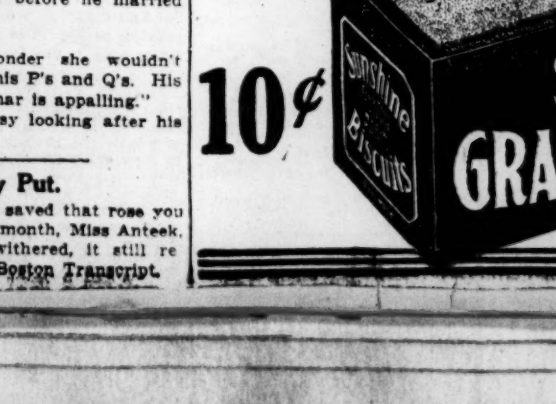 before he married
onder she wouldn't
his P's and Q's. His
mar is appalling."
sy looking after his
y Put.
saved that rose you
month, Miss Anteek.
withered, it still re
Boston Transcript.
10¢
Sunshine
Biscuits
GRA